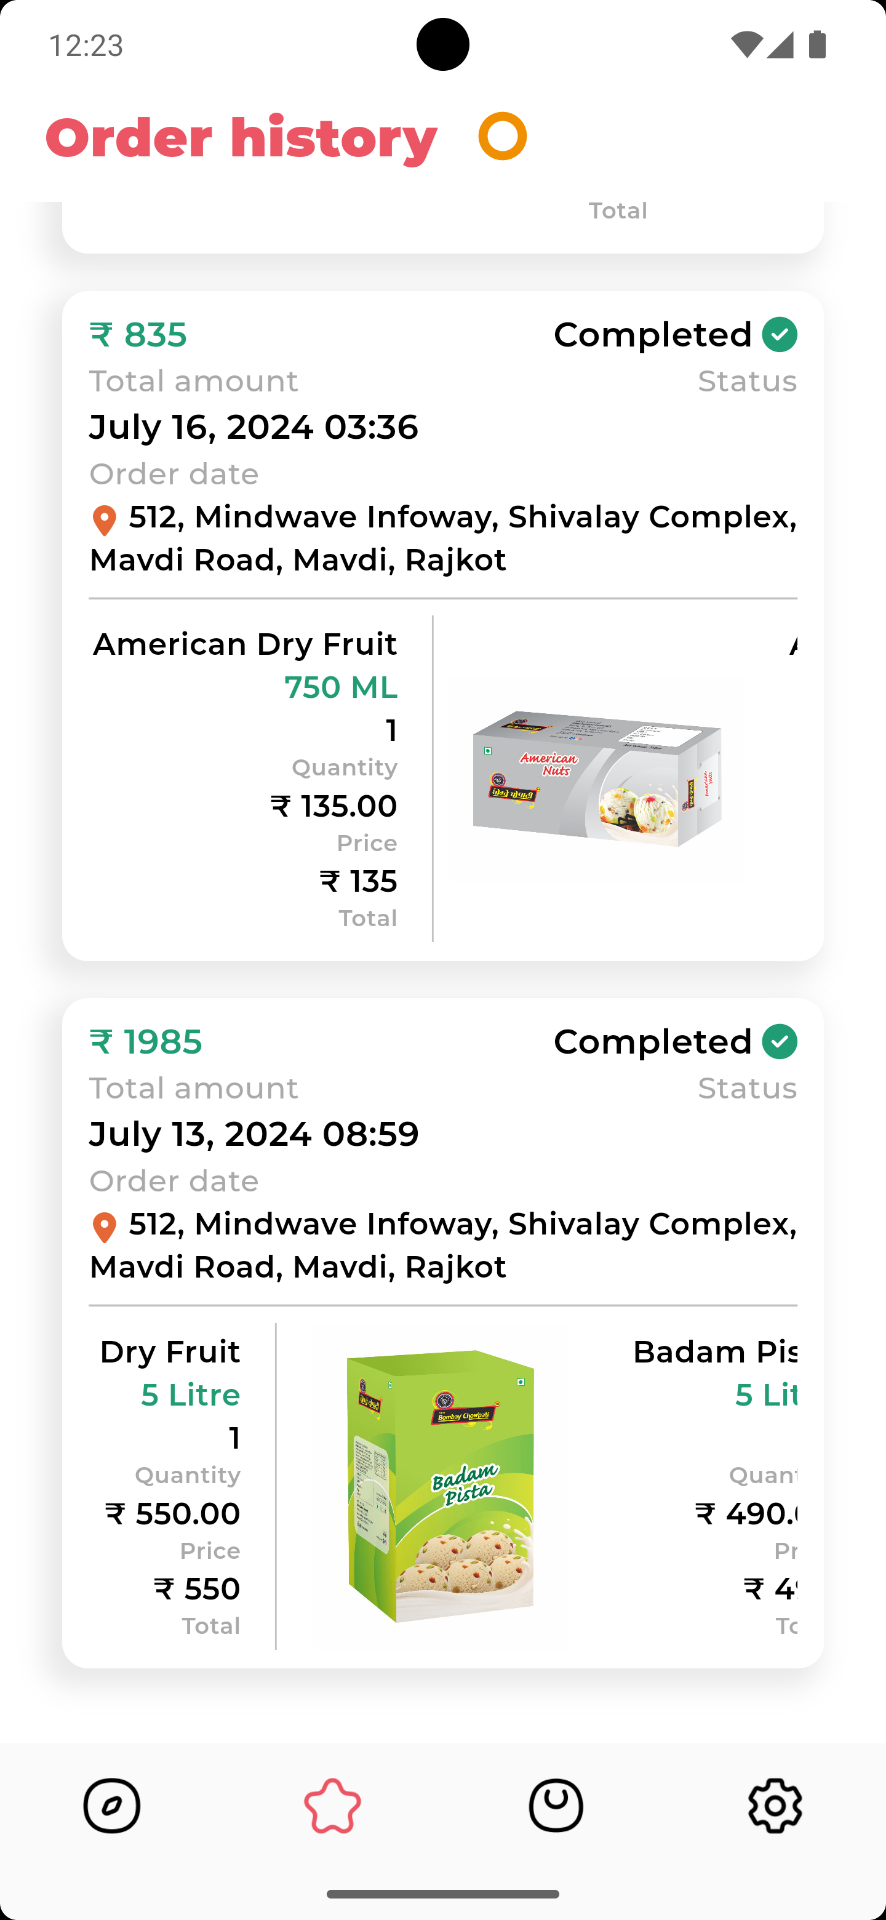 12:23
Order history
Total
₹ 835
Completed
Total amount
Status
July 16, 2024 03:36
Order date
512, Mindwave Infoway, Shivalay Complex,
Mavdi Road, Mavdi, Rajkot
American Dry Fruit
750 ML
1
Quantity
₹ 135.00
Price
₹ 135
Total
American
Nuts
₹ 1985
Completed
Total amount
Status
July 13, 2024 08:59
Order date
512, Mindwave Infoway, Shivalay Complex,
Mavdi Road, Mavdi, Rajkot
Dry Fruit
5 Litre
1
Quantity
₹ 550.00
Price
₹ 550
Total
Bombay Chowpati
Badam
Pista
Badam Pis
5 Lit
Quant
₹ 490.
Pr
₹ 4
To